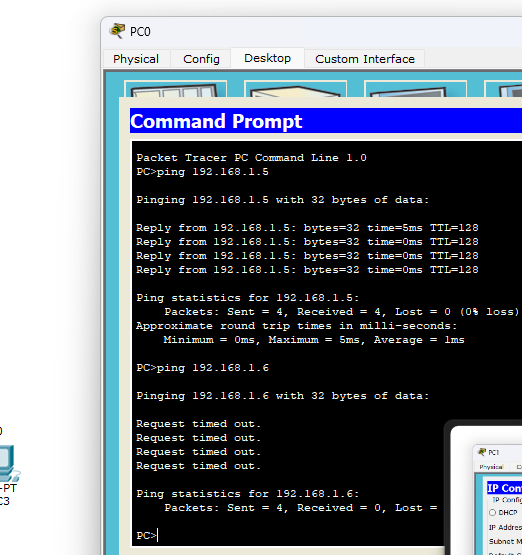 PC0
Physical Config Desktop Custom Interface
Command Prompt
Packet Tracer PC Command Line 1.0
PC>ping 192.168.1.5
Pinging 192.168.1.5 with 32 bytes of data:
Reply from 192.168.1.5: bytes=32 time=5ms TTL=128
Reply from 192.168.1.5: bytes=32 time=0ms TTL=128
Reply from 192.168.1.5: bytes=32 time=0ms TTL=128
Reply from 192.168.1.5: bytes=32 time=0ms TTL=128
Ping statistics for 192.168.1.5:
Packets: Sent = 4, Received = 4, Lost = 0 (0% loss)
Approximate round trip times in milli-seconds:
Minimum = 0ms, Maximum = 5ms, Average = 1ms
PC>ping 192.168.1.6
Pinging 192.168.1.6 with 32 bytes of data:
Request timed out.
Request timed out.
Request timed out.
Request timed out.
Ping statistics for 192.168.1.6:
Packets: Sent = 4, Received = 0, Lost =
PC>
-PT
C3
PC1
Physical C
IP Con
IP Config
DHCP
IP Addres
Subnet M